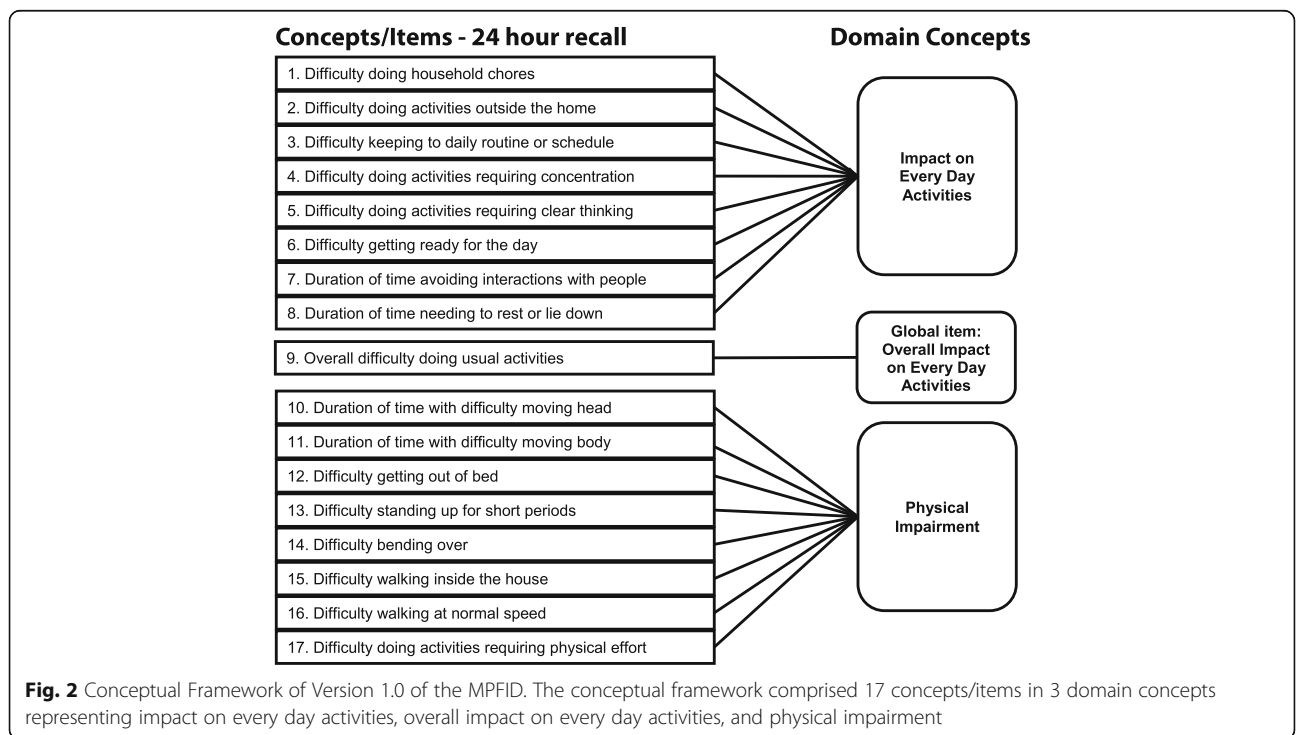 Concepts/Items - 24 hour recall
Domain Concepts
1. Difficulty doing household chores
2. Difficulty doing activities outside the home
3. Difficulty keeping to daily routine or schedule
4. Difficulty doing activities requiring concentration
5. Difficulty doing activities requiring clear thinking
6. Difficulty getting ready for the day
7. Duration of time avoiding interactions with people
8. Duration of time needing to rest or lie down
Impact on
Every Day
Activities
9. Overall difficulty doing usual activities
Global item:
Overall Impact
on Every Day
Activities
10. Duration of time with difficulty moving head
11. Duration of time with difficulty moving body
12. Difficulty getting out of bed
13. Difficulty standing up for short periods
14. Difficulty bending over
15. Difficulty walking inside the house
16. Difficulty walking at normal speed
17. Difficulty doing activities requiring physical effort
Physical
Impairment
Fig. 2 Conceptual Framework of Version 1.0 of the MPFID. The conceptual framework comprised 17 concepts/items in 3 domain concepts
representing impact on every day activities, overall impact on every day activities, and physical impairment